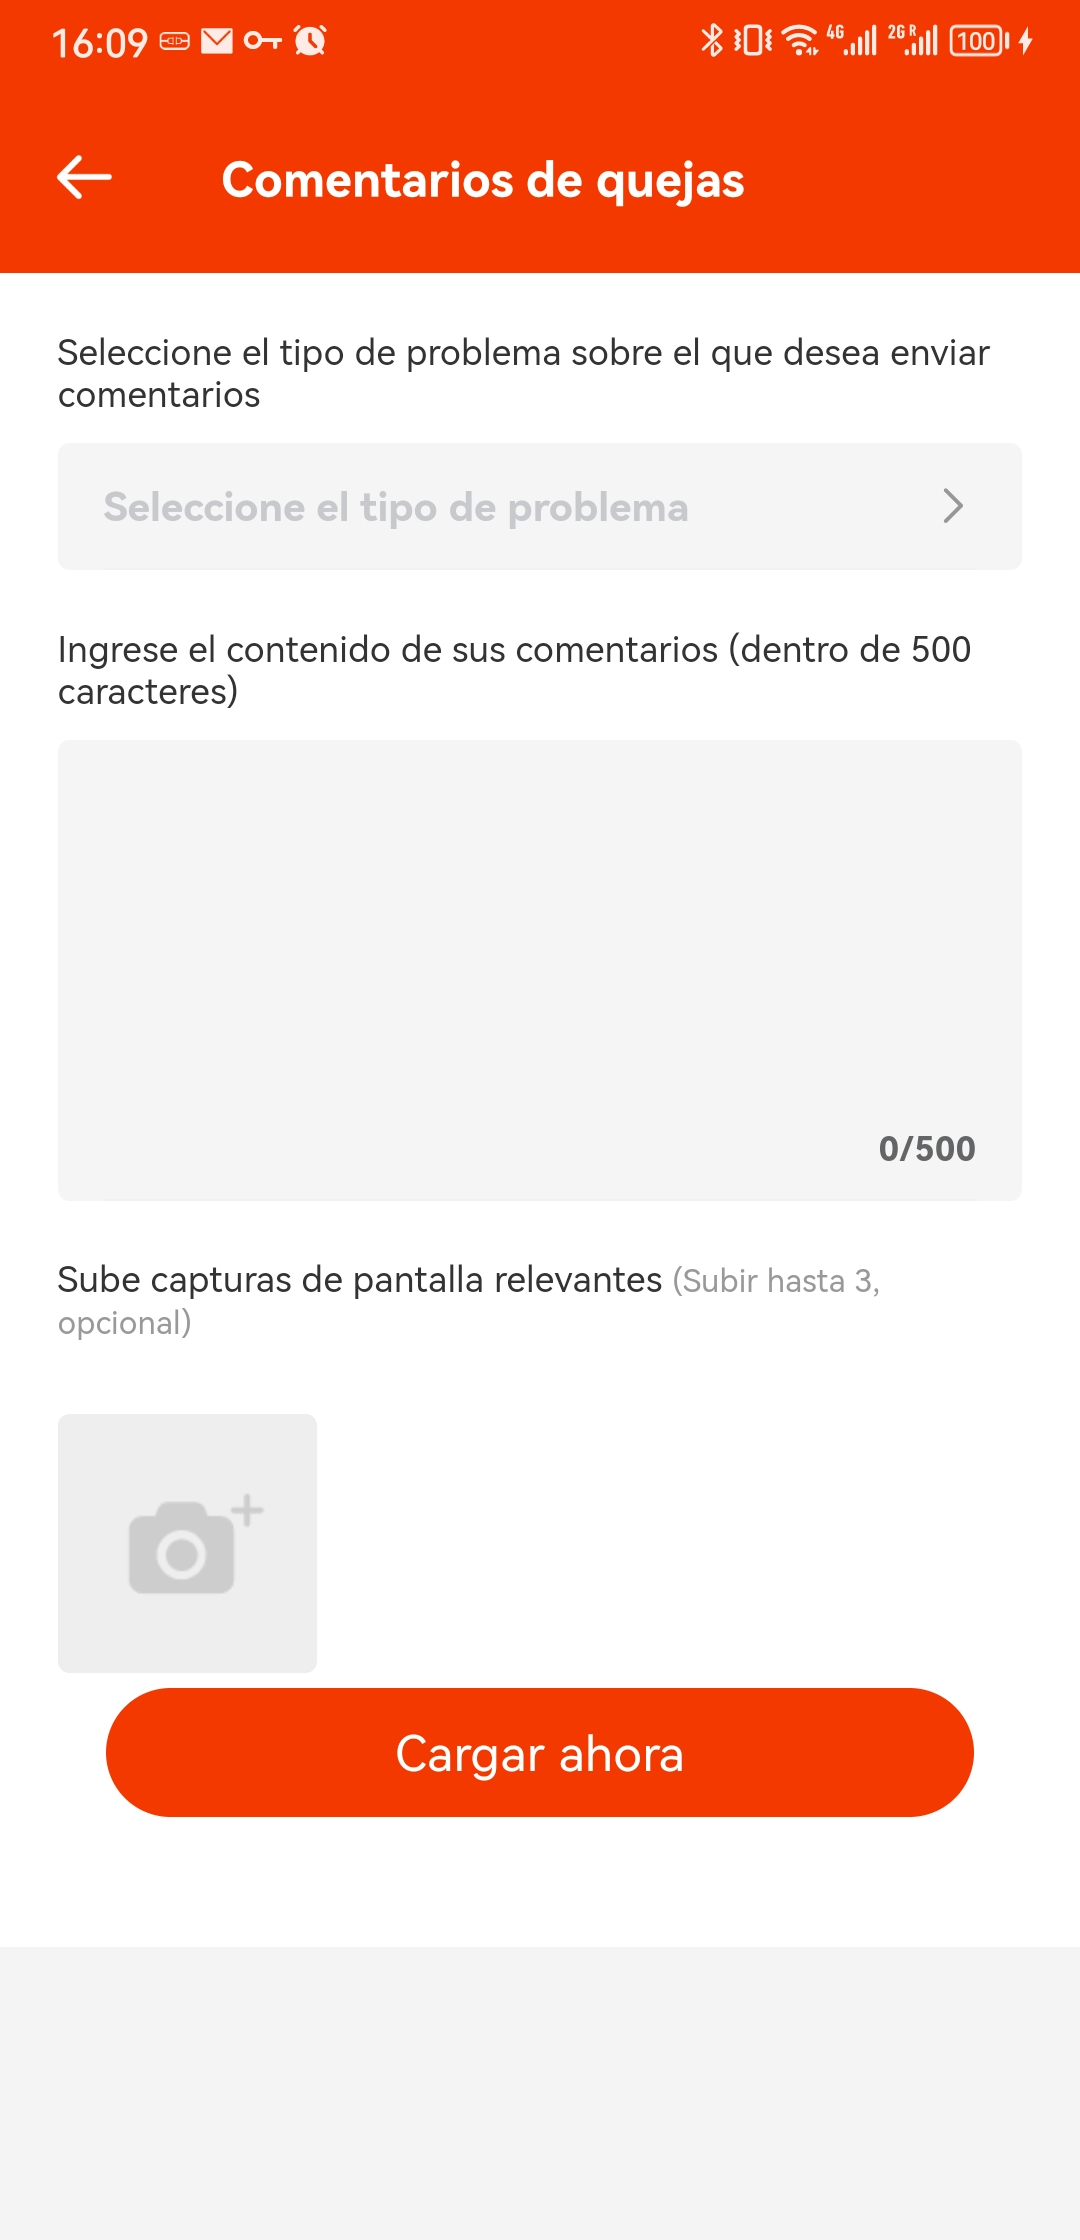 16:09
4G
2G R
100
Comentarios de quejas
Seleccione el tipo de problema sobre el que desea enviar
comentarios
Seleccione el tipo de problema
Ingrese el contenido de sus comentarios (dentro de 500
caracteres)
0/500
Sube capturas de pantalla relevantes (Subir hasta 3,
opcional)
Cargar ahora